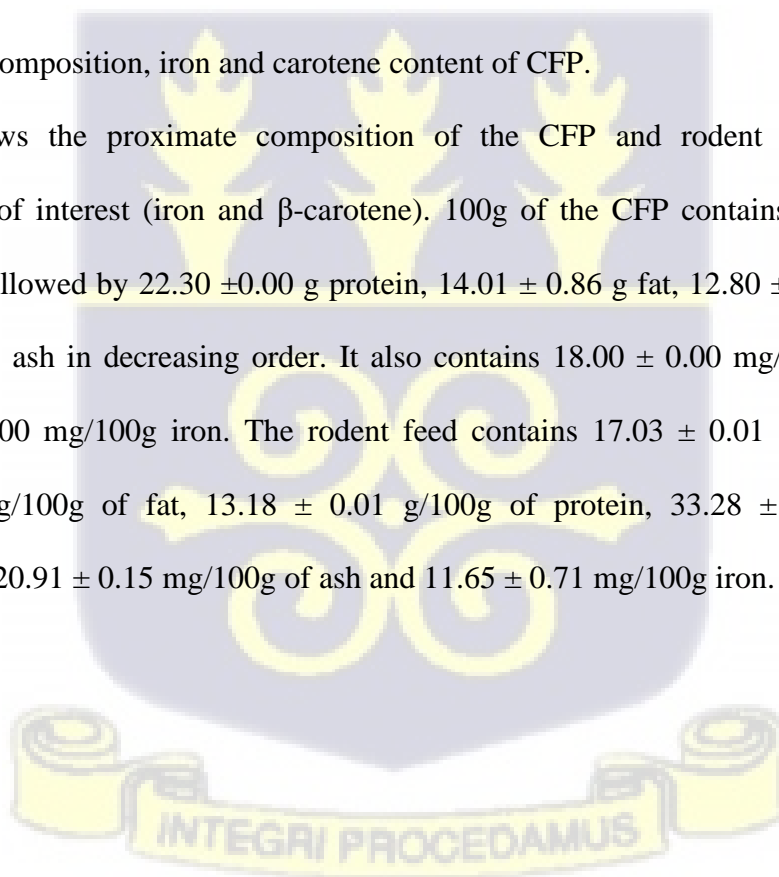 omposition, iron and carotene content of CFP.
ws the proximate composition of the CFP and rodent
of interest (iron and β-carotene). 100g of the CFP contains
llowed by 22.30 ±0.00 g protein, 14.01 ± 0.86 g fat, 12.80 ±
ash in decreasing order. It also contains 18.00 ± 0.00 mg/
00 mg/100g iron. The rodent feed contains 17.03 ± 0.01
g/100g of fat, 13.18 ± 0.01 g/100g of protein, 33.28 ±
20.91 ± 0.15 mg/100g of ash and 11.65 ± 0.71 mg/100g iron.
INTEGRI PROCEDAMUS